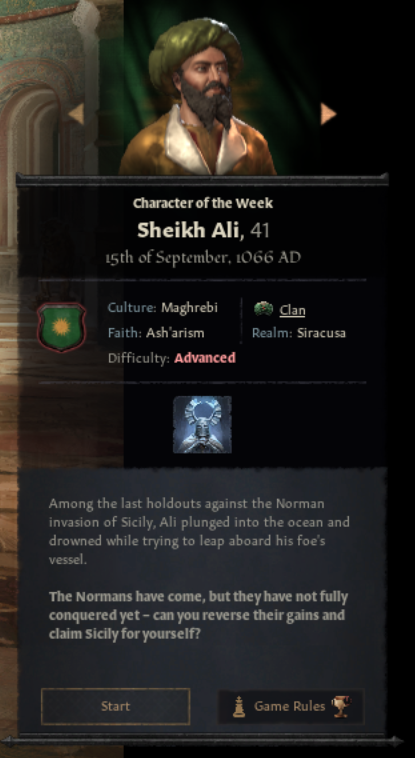 Character of the Week
Sheikh Ali, 41
15th of September, 1066 AD
Culture: Maghrebi
Clan
Faith: Ash'arism
Realm: Siracusa
Difficulty: Advanced
Among the last holdouts against the Norman
invasion of Sicily, Ali plunged into the ocean and
drowned while trying to leap aboard his foe's
vessel.
The Normans have come, but they have not fully
conquered yet – can you reverse their gains and
claim Sicily for yourself?
Start
Game Rules